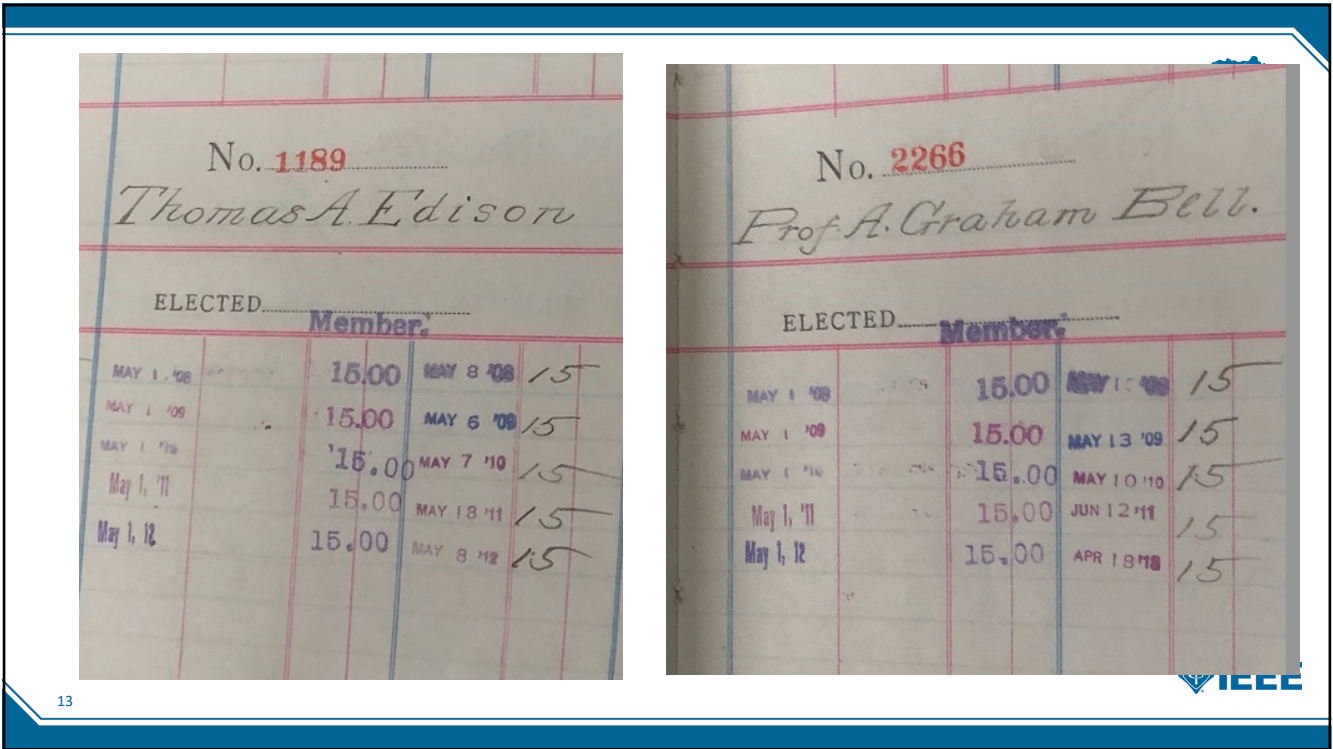 No. 1189
Thomas A. Edison
ELECTED
Member.
MAY 1 '08 15.00 MAY 8 '08 15
MAY 1 '09 15.00 MAY 6 '09 15
MAY 1 '10 15.00 MAY 7 '10 15
May 1, '11 15.00 MAY 18 '11 15
May 1, 12 15.00 MAY 8 '12 15
No. 2266
Prof. A. Graham Bell.
ELECTED
Member.
MAY 1 '08 15.00 MAY '08 15
MAY 1 '09 15.00 MAY 13 '09 15
MAY 1 '10 15.00 MAY 10 '10 15
May 1, '11 15.00 JUN 12 '11 15
May 1, 12 15.00 APR 18 15
13
IEEE